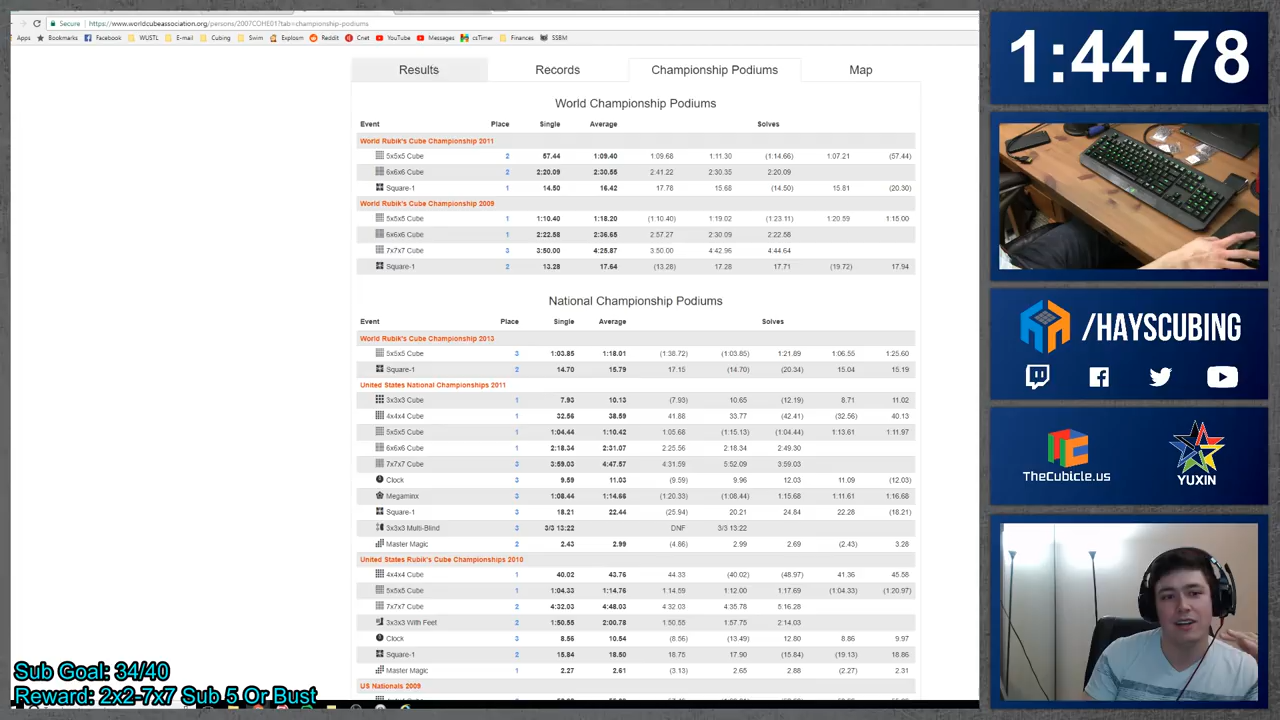 Secure https://www.worldcubeassociation.org/persons/2007COHE01?tab=championship-podiums
Apps Bookmarks Facebook WUSTL E-mail Cubing Swim Explosm Reddit Cnet YouTube Messages csTimer Finances SSBM
Results Records Championship Podiums Map
World Championship Podiums
Event Place Single Average Solves
World Rubik's Cube Championship 2011
5x5x5 Cube 2 57.44 1:09.40 1:09.68 1:11.30 (1:14.66) 1:07.21 (57.44)
6x6x6 Cube 2 2:20.09 2:30.55 2:41.22 2:30.35 2:20.09
Square-1 1 14.50 16.42 17.78 15.68 (14.50) 15.81 (20.30)
World Rubik's Cube Championship 2009
5x5x5 Cube 1 1:10.40 1:18.20 (1:10.40) 1:19.02 (1:23.11) 1:20.59 1:15.00
6x6x6 Cube 1 2:22.58 2:36.65 2:57.27 2:30.09 2:22.58
7x7x7 Cube 3 3:50.00 4:25.87 3:50.00 4:42.96 4:44.64
Square-1 2 13.28 17.64 (13.28) 17.28 17.71 (19.72) 17.94
National Championship Podiums
Event Place Single Average Solves
World Rubik's Cube Championship 2013
5x5x5 Cube 3 1:03.85 1:18.01 (1:38.72) (1:03.85) 1:21.89 1:06.55 1:25.60
Square-1 2 14.70 15.79 17.15 (14.70) (20.34) 15.04 15.19
United States National Championships 2011
3x3x3 Cube 1 7.93 10.13 (7.93) 10.65 (12.19) 8.71 11.02
4x4x4 Cube 1 32.56 38.59 41.88 33.77 (42.41) (32.56) 40.13
5x5x5 Cube 1 1:04.44 1:10.42 1:05.68 (1:15.13) (1:04.44) 1:13.61 1:11.97
6x6x6 Cube 1 2:18.34 2:31.07 2:25.56 2:18.34 2:49.30
7x7x7 Cube 3 3:59.03 4:47.57 4:31.59 5:52.09 3:59.03
Clock 3 9.59 11.03 (9.59) 9.96 12.03 11.09 (12.03)
Megaminx 3 1:08.44 1:14.66 (1:20.33) (1:08.44) 1:15.68 1:11.61 1:16.68
Square-1 3 18.21 22.44 (25.94) 20.21 24.84 22.28 (18.21)
3x3x3 Multi-Blind 3 3/3 13:22 DNF 3/3 13:22
Master Magic 2 2.43 2.99 (4.86) 2.99 2.69 (2.43) 3.28
United States Rubik's Cube Championships 2010
4x4x4 Cube 1 40.02 43.76 44.33 (40.02) (48.97) 41.36 45.58
5x5x5 Cube 1 1:04.33 1:14.76 1:14.59 1:12.00 1:17.69 (1:04.33) (1:20.97)
7x7x7 Cube 2 4:32.03 4:48.03 4:32.03 4:35.78 5:16.28
3x3x3 With Feet 2 1:50.55 2:00.78 1:50.55 1:57.75 2:14.03
Clock 3 8.56 10.54 (8.56) (13.49) 12.80 8.86 9.97
Square-1 2 15.84 18.50 18.75 17.90 (15.84) (19.13) 18.86
Master Magic 1 2.27 2.61 (3.13) 2.65 2.88 (2.27) 2.31
US Nationals 2009
Sub Goal: 34/40
Reward: 2x2-7x7 Sub 5 Or Bust
1:44.78
/HAYSCUBING
TheCubicle.us
YUXIN